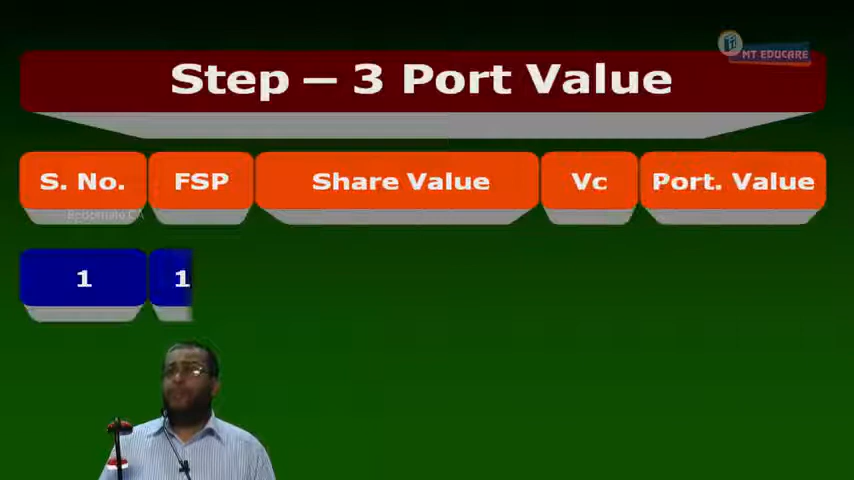 MT EDUCARE
Step – 3 Port Value
S. No. FSP Share Value Vc Port. Value
1 1